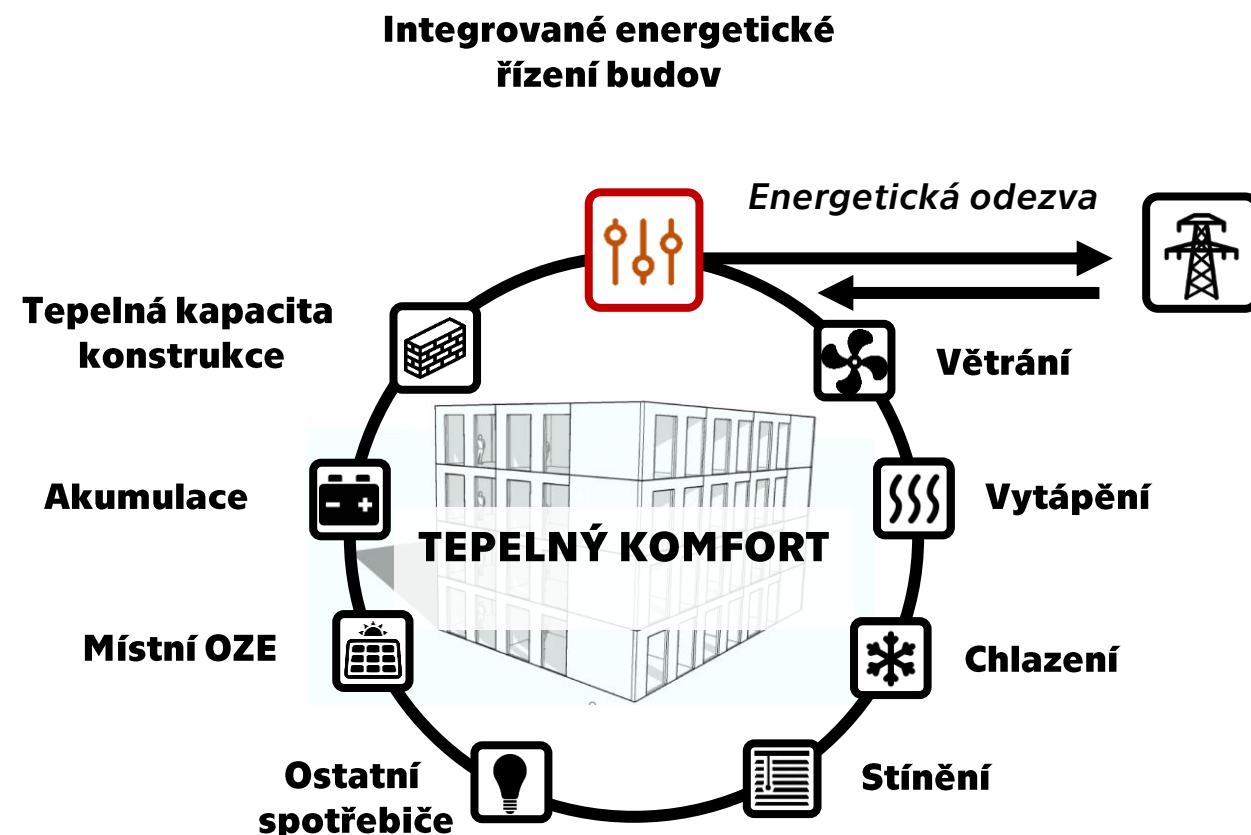 Integrované energetické
řízení budov
Energetická odezva
Tepelná kapacita
konstrukce
Větrání
Akumulace
Vytápění
TEPELNÝ KOMFORT
Místní OZE
Chlazení
Ostatní
spotřebiče
Stínění